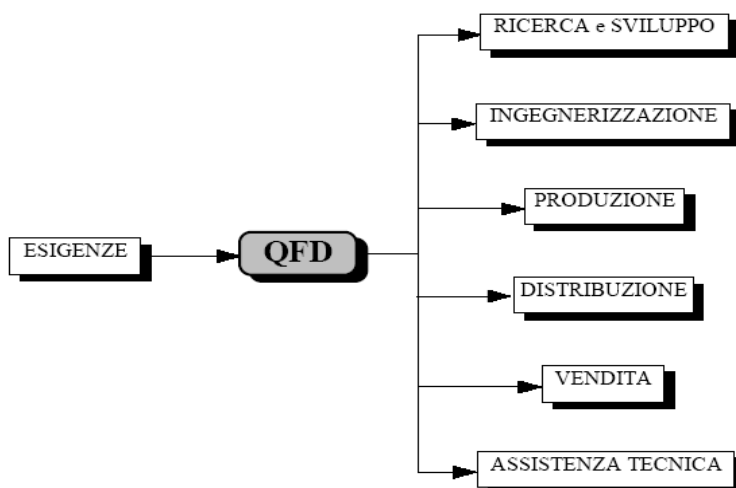 RICERCA e SVILUPPO
INGEGNERIZZAZIONE
PRODUZIONE
ESIGENZE
QFD
DISTRIBUZIONE
VENDITA
ASSISTENZA TECNICA